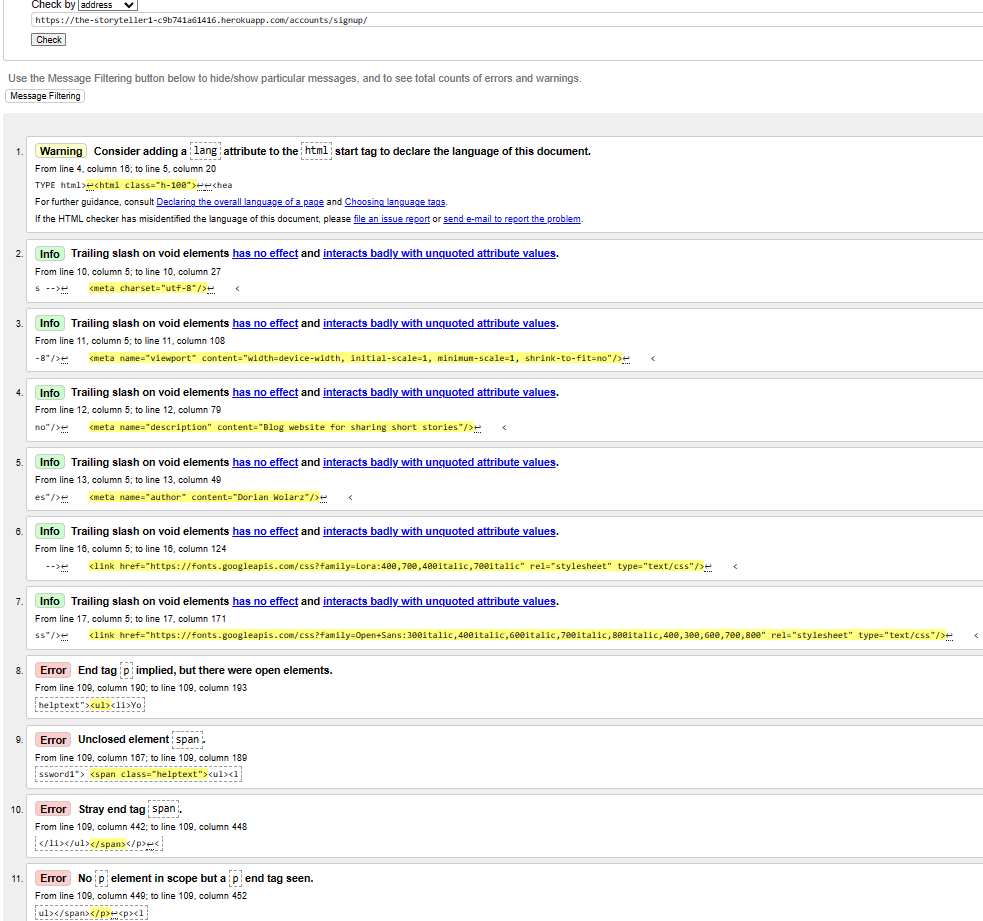 Check by address
https://the-storyteller1-c9b741a61416.herokuapp.com/accounts/signup/
Check
Use the Message Filtering button below to hide/show particular messages, and to see total counts of errors and warnings.
Message Filtering
1. Warning Consider adding a lang attribute to the html start tag to declare the language of this document.
From line 4, column 16; to line 5, column 20
TYPE html>↩<html class="h-100">↩↩<hea
For further guidance, consult Declaring the overall language of a page and Choosing language tags.
If the HTML checker has misidentified the language of this document, please file an issue report or send e-mail to report the problem.
2. Info Trailing slash on void elements has no effect and interacts badly with unquoted attribute values.
From line 10, column 5; to line 10, column 27
s -->↩ <meta charset="utf-8"/>↩ <
3. Info Trailing slash on void elements has no effect and interacts badly with unquoted attribute values.
From line 11, column 5; to line 11, column 108
-8"/>↩ <meta name="viewport" content="width=device-width, initial-scale=1, minimum-scale=1, shrink-to-fit=no"/>↩ <
4. Info Trailing slash on void elements has no effect and interacts badly with unquoted attribute values.
From line 12, column 5; to line 12, column 79
no"/>↩ <meta name="description" content="Blog website for sharing short stories"/>↩ <
5. Info Trailing slash on void elements has no effect and interacts badly with unquoted attribute values.
From line 13, column 5; to line 13, column 49
es"/>↩ <meta name="author" content="Dorian Wolarz"/>↩ <
6. Info Trailing slash on void elements has no effect and interacts badly with unquoted attribute values.
From line 16, column 5; to line 16, column 124
-->↩ <link href="https://fonts.googleapis.com/css?family=Lora:400,700,400italic,700italic" rel="stylesheet" type="text/css"/>↩ <
7. Info Trailing slash on void elements has no effect and interacts badly with unquoted attribute values.
From line 17, column 5; to line 17, column 171
ss"/>↩ <link href="https://fonts.googleapis.com/css?family=Open+Sans:300italic,400italic,600italic,700italic,800italic,400,300,600,700,800" rel="stylesheet" type="text/css"/>↩ <
8. Error End tag p implied, but there were open elements.
From line 109, column 190; to line 109, column 193
helptext"><ul><li>Yo
9. Error Unclosed element span.
From line 109, column 167; to line 109, column 189
ssword1"> <span class="helptext"><ul><l
10. Error Stray end tag span.
From line 109, column 442; to line 109, column 448
</li></ul></span></p>↩<
11. Error No p element in scope but a p end tag seen.
From line 109, column 449; to line 109, column 452
ul></span></p>↩<p><l